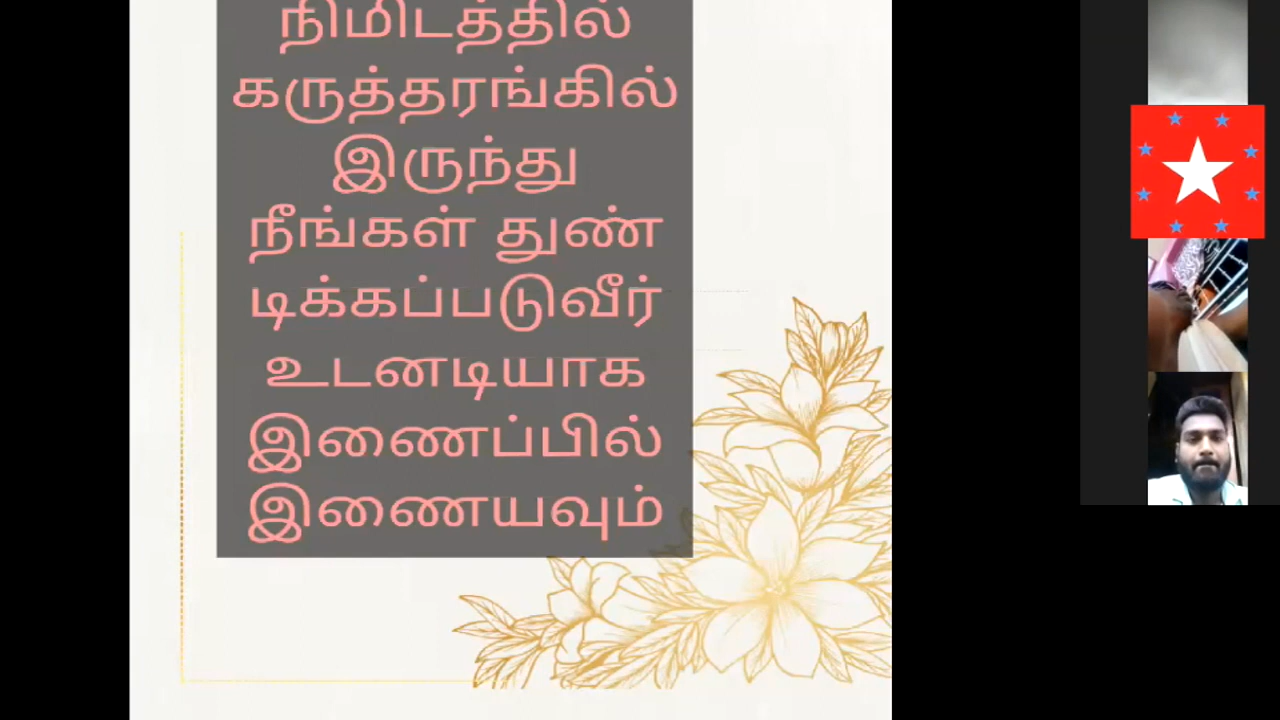 நிமிடத்தில்
கருத்தரங்கில்
இருந்து
நீங்கள் துண்
டிக்கப்படுவீர்
உடனடியாக
இணைப்பில்
இணையவும்